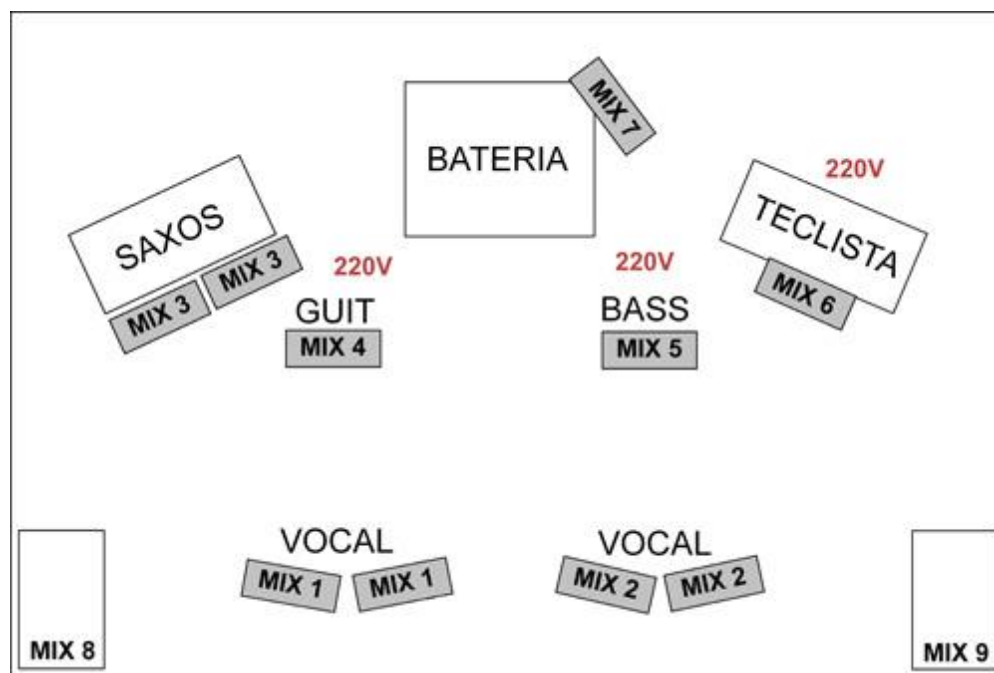 MIX 7
BATERIA
220V
TECLISTA
MIX 6
SAXOS
MIX 3
MIX 3
220V
GUIT
MIX 4
220V
BASS
MIX 5
VOCAL
MIX 1
MIX 1
VOCAL
MIX 2
MIX 2
MIX 8
MIX 9